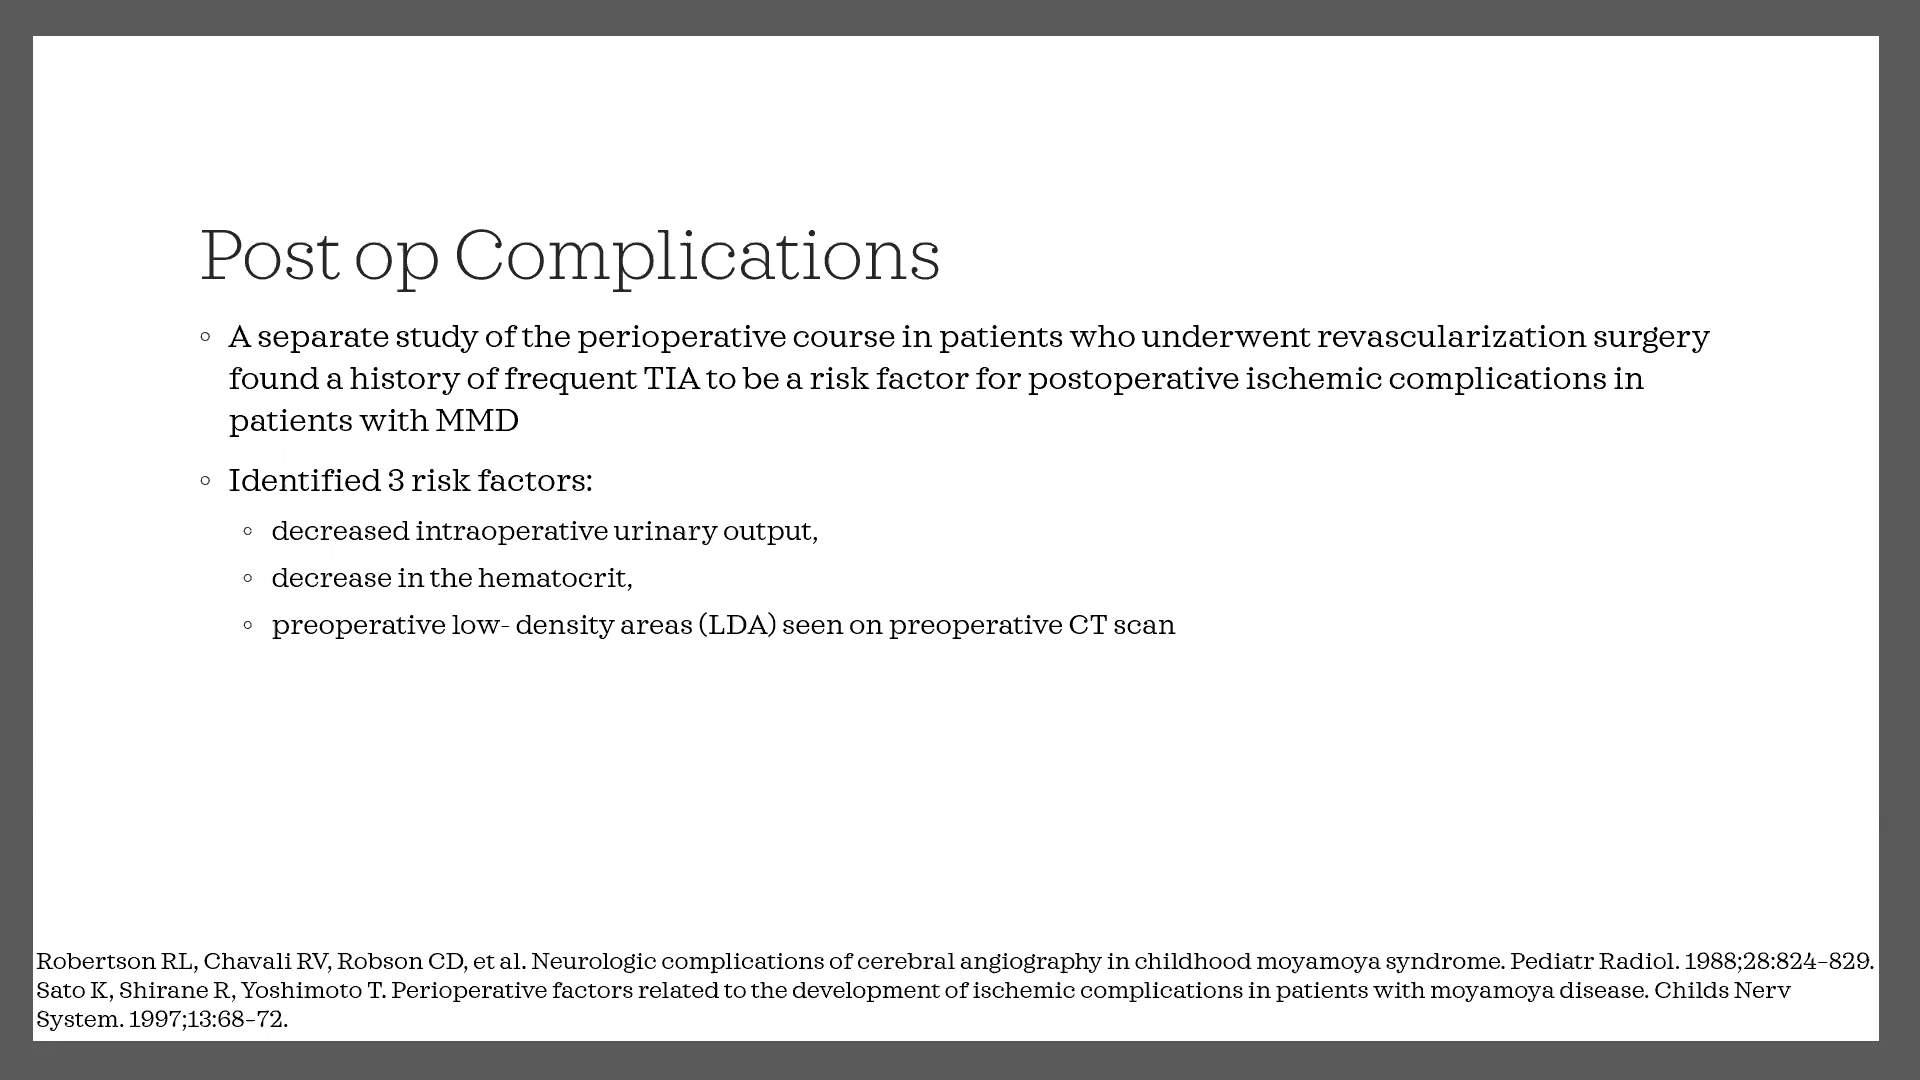 Post op Complications
◦ A separate study of the perioperative course in patients who underwent revascularization surgery
found a history of frequent TIA to be a risk factor for postoperative ischemic complications in
patients with MMD
◦ Identified 3 risk factors:
◦ decreased intraoperative urinary output,
◦ decrease in the hematocrit,
◦ preoperative low- density areas (LDA) seen on preoperative CT scan
Robertson RL, Chavali RV, Robson CD, et al. Neurologic complications of cerebral angiography in childhood moyamoya syndrome. Pediatr Radiol. 1988;28:824–829.
Sato K, Shirane R, Yoshimoto T. Perioperative factors related to the development of ischemic complications in patients with moyamoya disease. Childs Nerv
System. 1997;13:68–72.